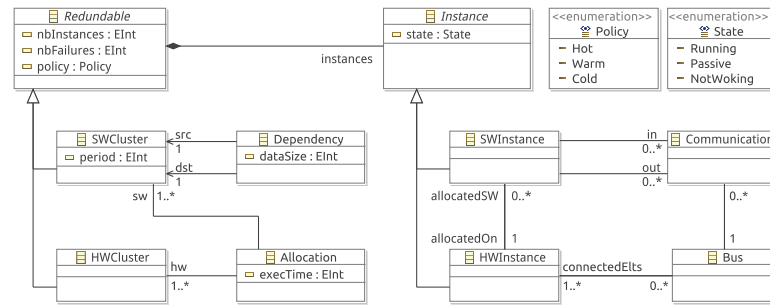 Redundable
nbInstances : EInt
nbFailures : EInt
policy : Policy
instances
Instance
state : State
<<enumeration>>
Policy
Hot
Warm
Cold
<<enumeration>>
State
Running
Passive
NotWoking
SWCluster
period : EInt
src
1
dst
1
Dependency
dataSize : EInt
SWInstance
in
0..*
out
0..*
Communication
sw
1..*
allocatedSW
0..*
0..*
allocatedOn
1
1
HWCluster
hw
1..*
Allocation
execTime : EInt
HWInstance
connectedElts
1..*
0..*
Bus